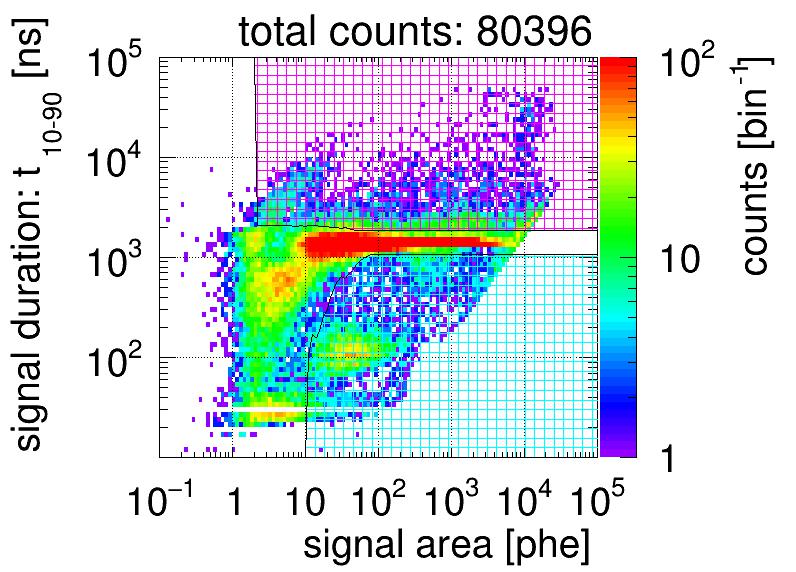 total counts: 80396
signal duration: t 10-90 [ns]
10^5
10^4
10^3
10^2
10^−1 1 10 10^2 10^3 10^4 10^5
signal area [phe]
10^2
10
1
counts [bin^-1]